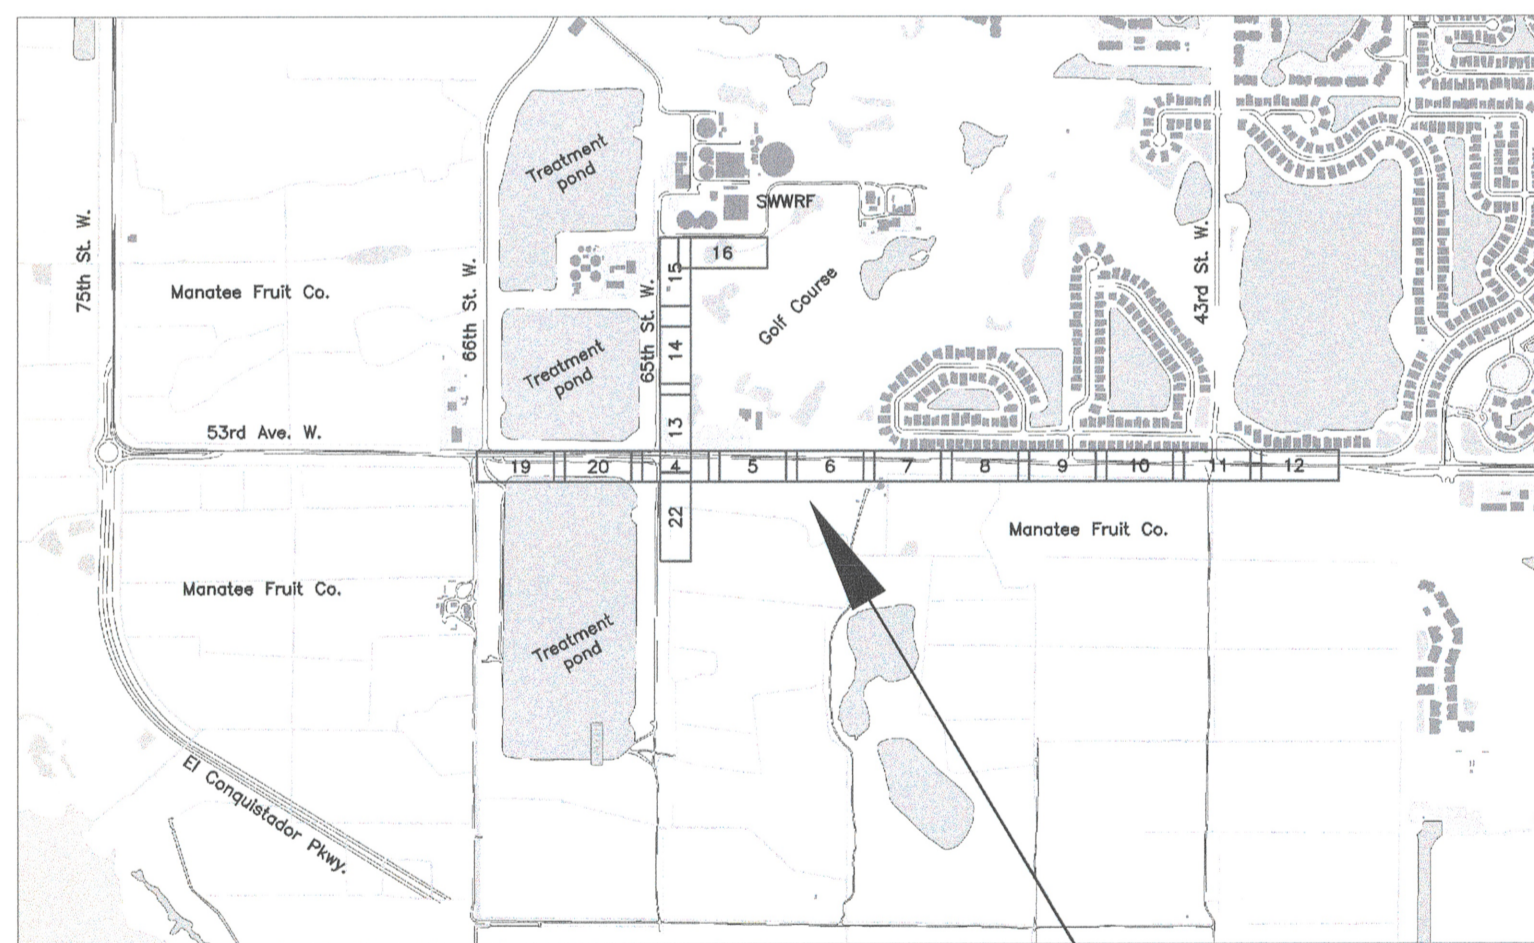 Treatment
pond
SWWRF
75th St. W.
Manatee Fruit Co.
66th St. W.
65th St. W.
15
16
Golf Course
43rd St. W.
Treatment
pond
14
13
53rd Ave. W.
19 20 4 5 6 7 8 9 10 11 12
22
Manatee Fruit Co.
Manatee Fruit Co.
Treatment
pond
El Conquistador Pkwy.